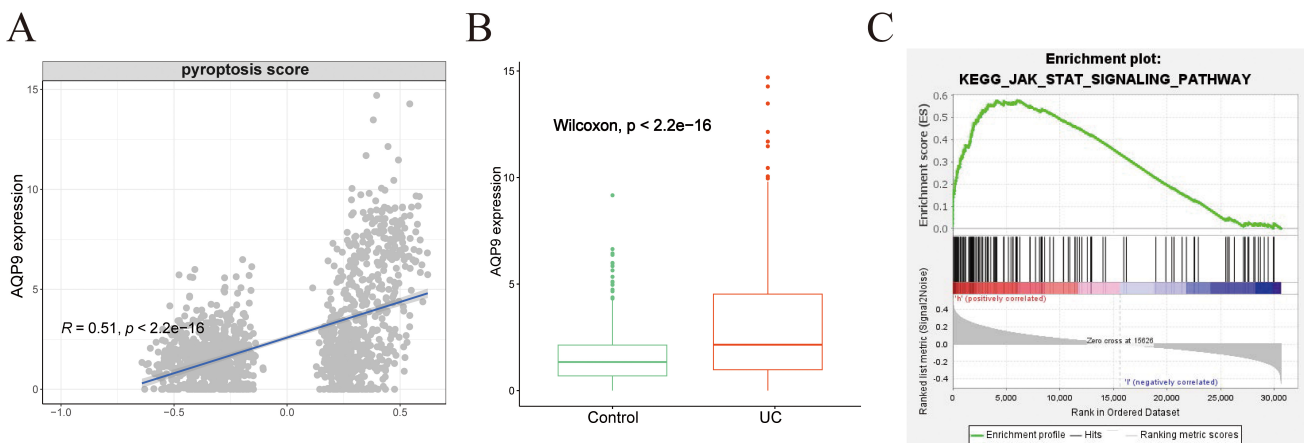 A
pyroptosis score
AQP9 expression
15
10
5
0
R = 0.51, p < 2.2e−16
−1.0
−0.5
0.0
0.5
B
AQP9 expression
15
10
5
0
Wilcoxon, p < 2.2e−16
Control
UC
C
Enrichment plot:
KEGG_JAK_STAT_SIGNALING_PATHWAY
Enrichment score (ES)
0.6
0.5
0.4
0.3
0.2
0.1
0.0
Ranked list metric (Signal2Noise)
'h' (positively correlated)
0.4
0.2
0.0
-0.2
-0.4
Zero cross at 15626
'l' (negatively correlated)
0
5,000
10,000
15,000
20,000
25,000
30,000
Rank in Ordered Dataset
Enrichment profile
Hits
Ranking metric scores